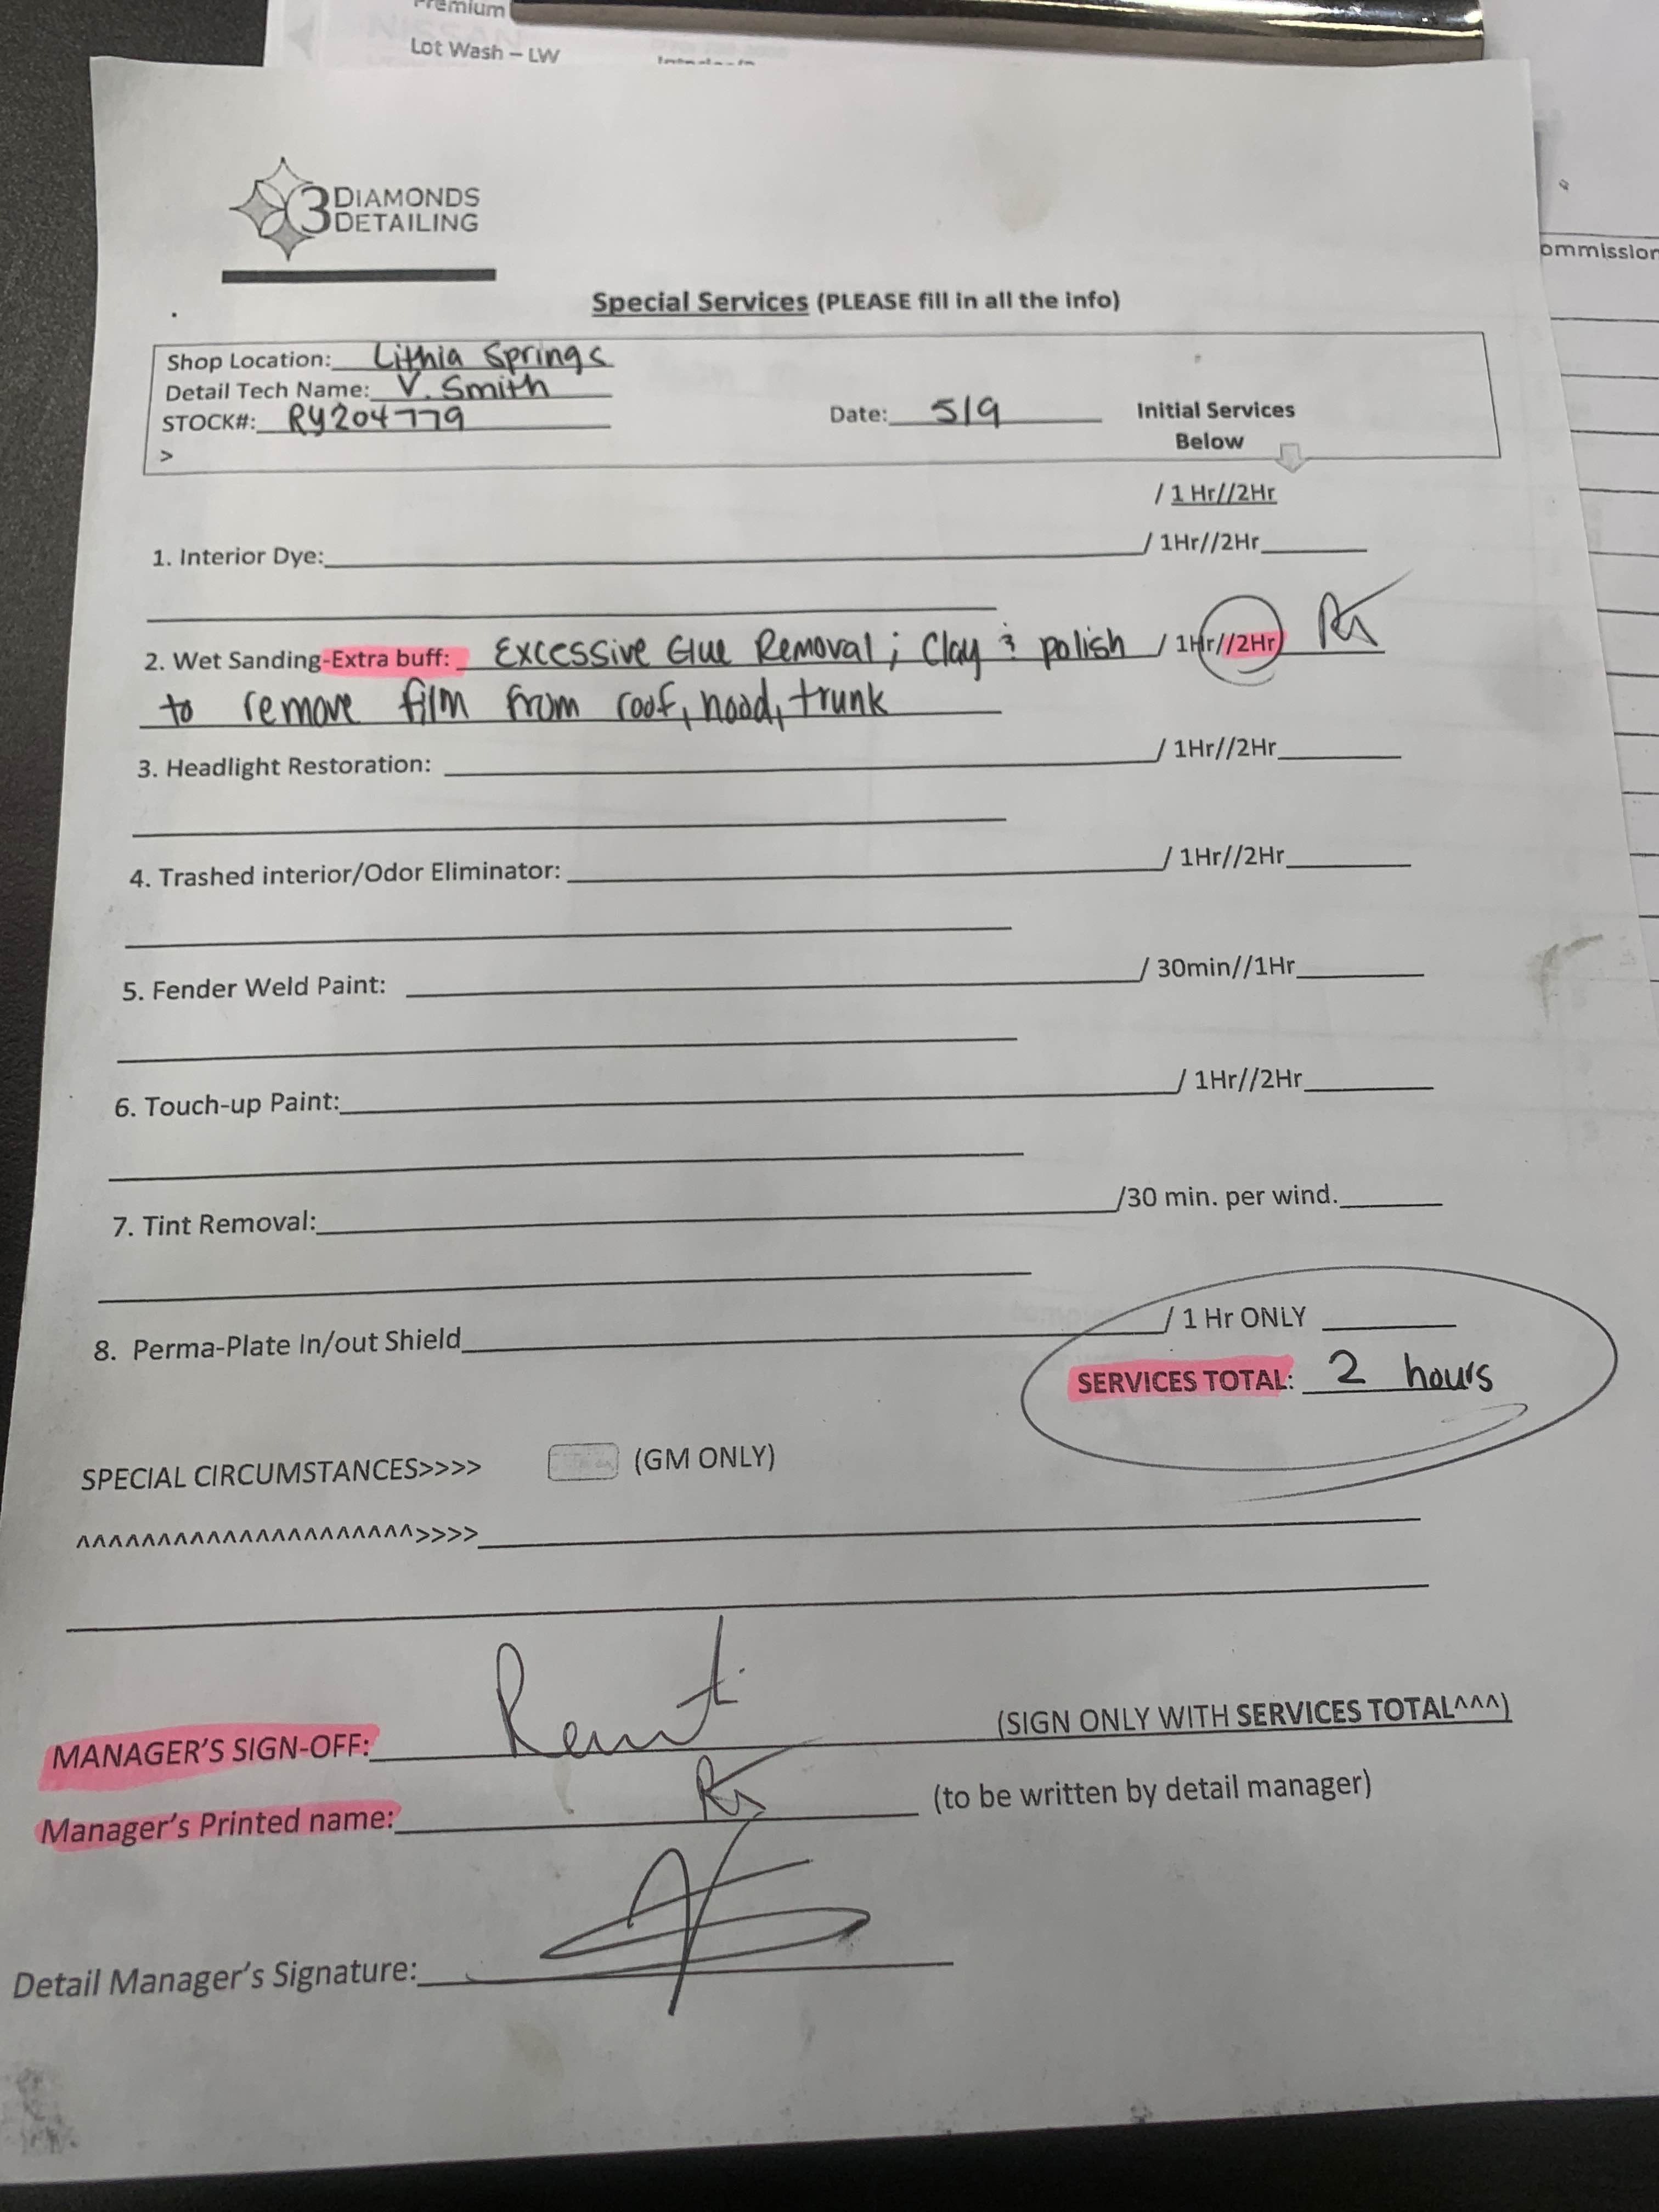 Premium
Lot Wash – LW
3 DIAMONDS
DETAILING
ommission
Special Services (PLEASE fill in all the info)
Shop Location: Lithia Springs
Detail Tech Name: V. Smith
STOCK#: RY204779
Date: 5/9
Initial Services
Below
>
/ 1 Hr//2Hr
1. Interior Dye: / 1Hr//2Hr
2. Wet Sanding-Extra buff: Excessive Glue Removal; Clay & polish / 1Hr//2Hr
to remove film from roof, hood, trunk
3. Headlight Restoration: / 1Hr//2Hr
4. Trashed interior/Odor Eliminator: / 1Hr//2Hr
5. Fender Weld Paint: / 30min//1Hr
6. Touch-up Paint: / 1Hr//2Hr
7. Tint Removal: /30 min. per wind.
8. Perma-Plate In/out Shield / 1 Hr ONLY
SERVICES TOTAL: 2 hours
SPECIAL CIRCUMSTANCES>>>> (GM ONLY)
^^^^^^^^^^^^^^^^^^^^^>>>>
MANAGER'S SIGN-OFF: (SIGN ONLY WITH SERVICES TOTAL^^^)
Manager's Printed name: (to be written by detail manager)
Detail Manager's Signature: